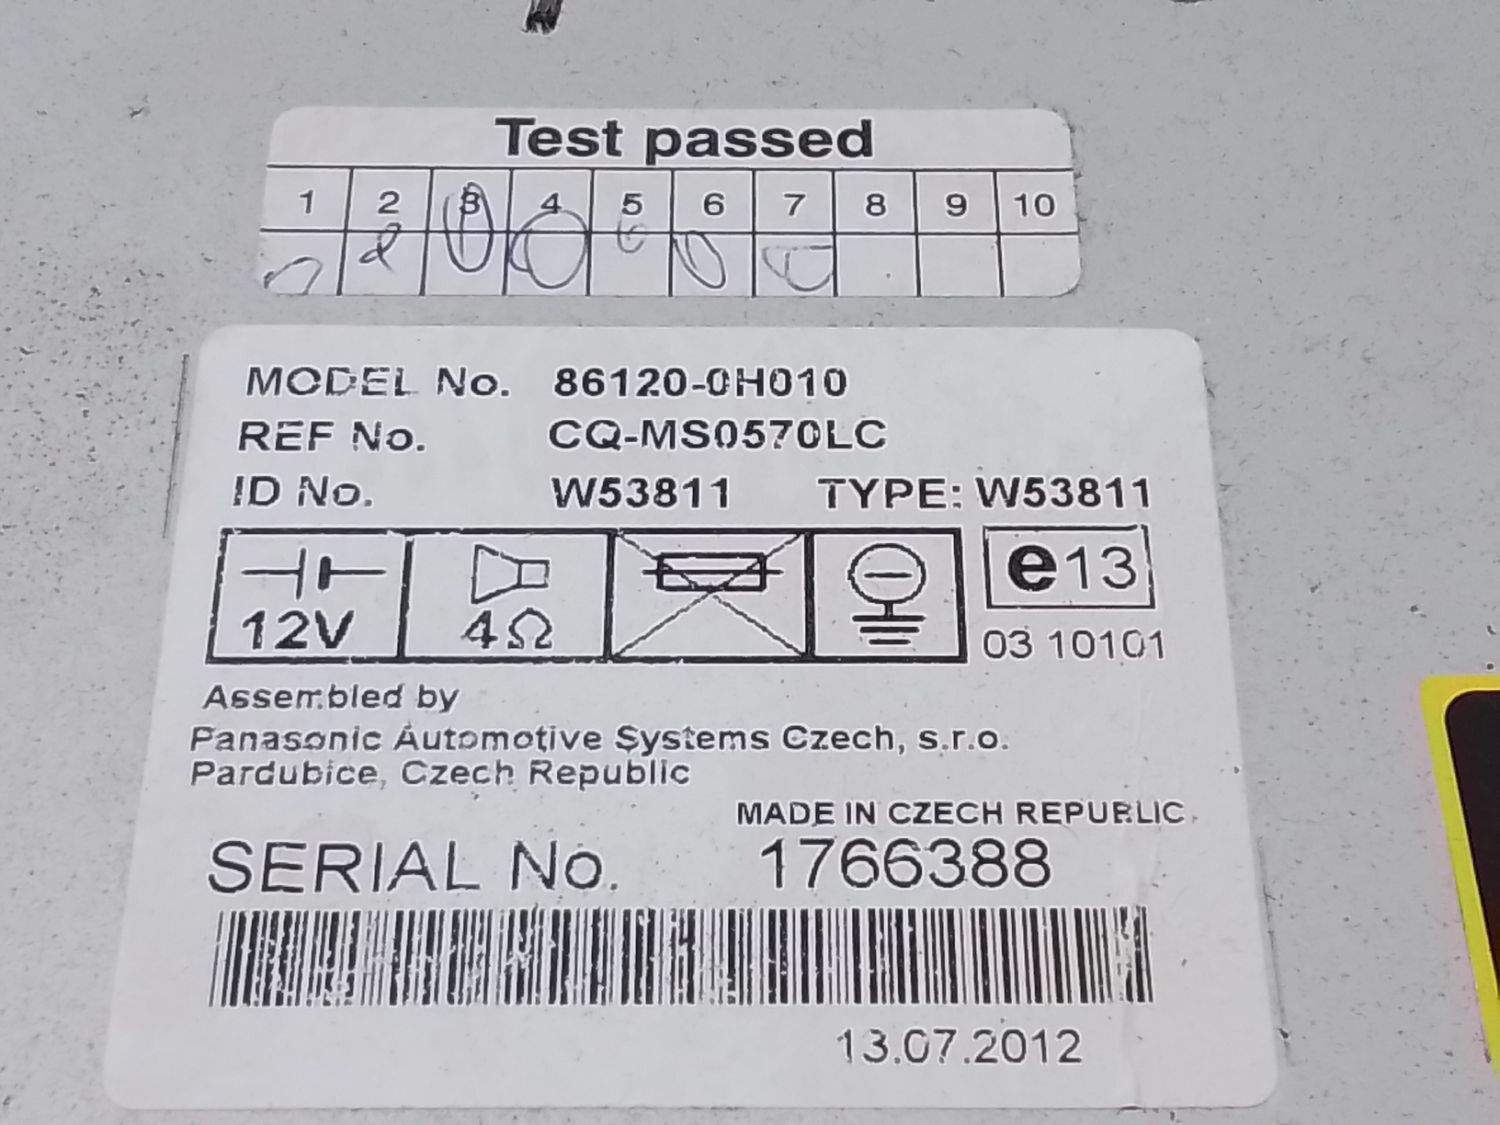 Test passed
1 2 3 4 5 6 7 8 9 10
MODEL No. 86120-0H010
REF No. CQ-MS0570LC
ID No. W53811 TYPE: W53811
12V 4Ω e13
03 10101
Assembled by
Panasonic Automotive Systems Czech, s.r.o.
Pardubice, Czech Republic
MADE IN CZECH REPUBLIC
SERIAL No. 1766388
13.07.2012